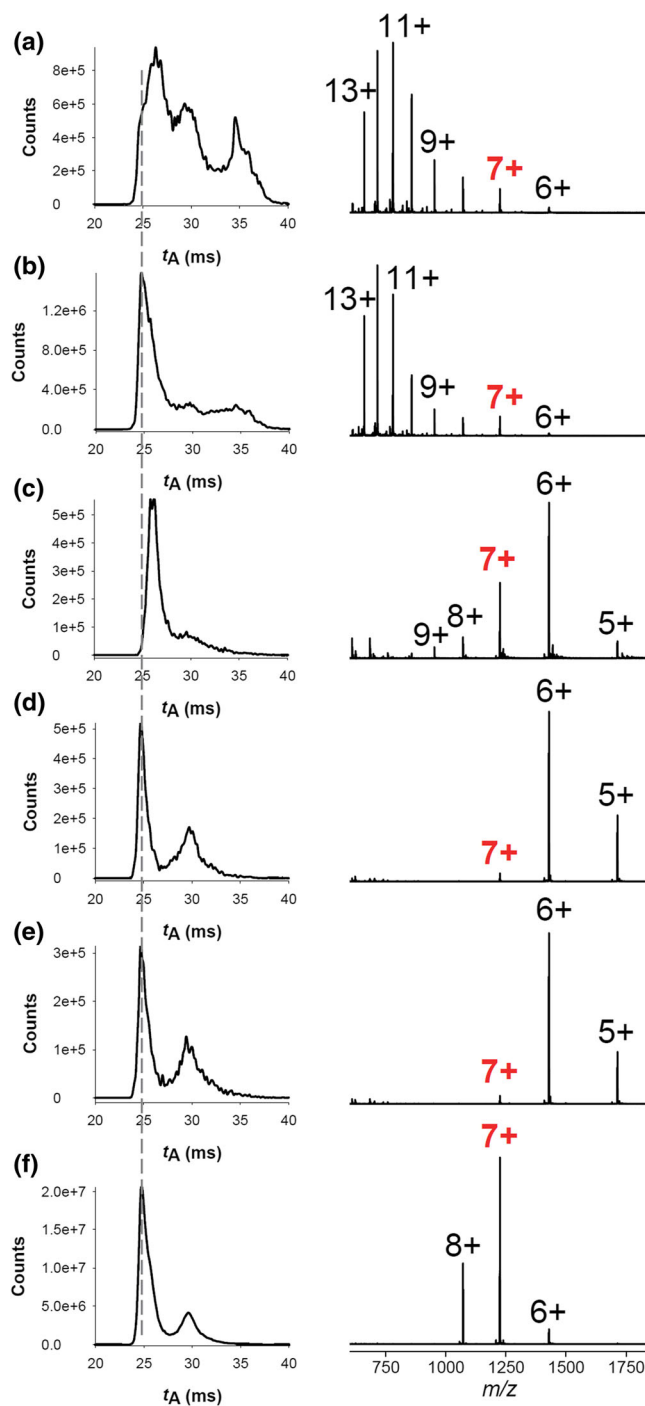 (a)
Counts
8e+5
6e+5
4e+5
2e+5
0
20 25 30 35 40
tA (ms)
13+ 11+ 9+ 7+ 6+
(b)
Counts
1.2e+6
8.0e+5
4.0e+5
0.0
20 25 30 35 40
tA (ms)
13+ 11+ 9+ 7+ 6+
(c)
Counts
5e+5
4e+5
3e+5
2e+5
1e+5
0
20 25 30 35 40
tA (ms)
9+ 8+ 7+ 6+ 5+
(d)
Counts
5e+5
4e+5
3e+5
2e+5
1e+5
0
20 25 30 35 40
tA (ms)
7+ 6+ 5+
(e)
Counts
3e+5
2e+5
1e+5
0
20 25 30 35 40
tA (ms)
7+ 6+ 5+
(f)
Counts
2.0e+7
1.5e+7
1.0e+7
5.0e+6
0.0
20 25 30 35 40
tA (ms)
8+ 7+ 6+
750 1000 1250 1500 1750
m/z